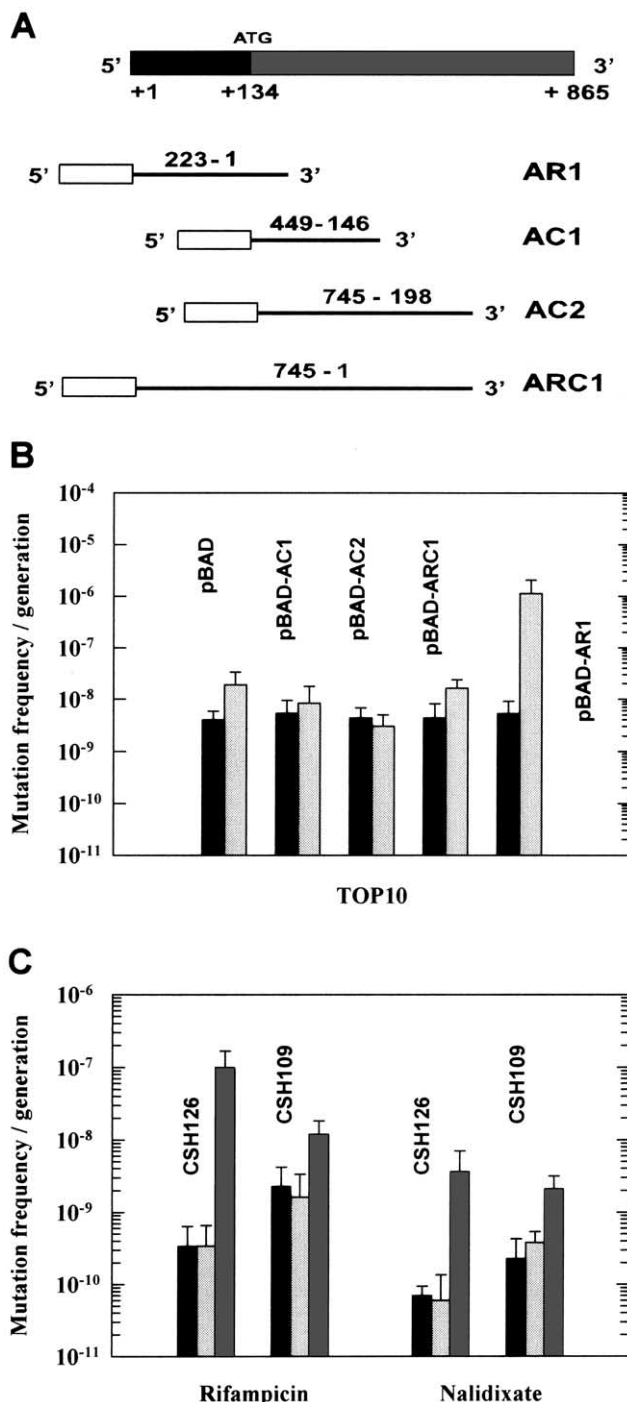 A
ATG
5’ 3’
+1 +134 + 865
223 - 1
5’ 3’ AR1
449 - 146
5’ 3’ AC1
745 - 198
5’ 3’ AC2
745 - 1
5’ 3’ ARC1
B
Mutation frequency / generation
10-4
10-5
10-6
10-7
10-8
10-9
10-10
10-11
pBAD
pBAD-AC1
pBAD-AC2
pBAD-ARC1
pBAD-AR1
TOP10
C
Mutation frequency / generation
10-6
10-7
10-8
10-9
10-10
10-11
CSH126
CSH109
CSH126
CSH109
Rifampicin Nalidixate